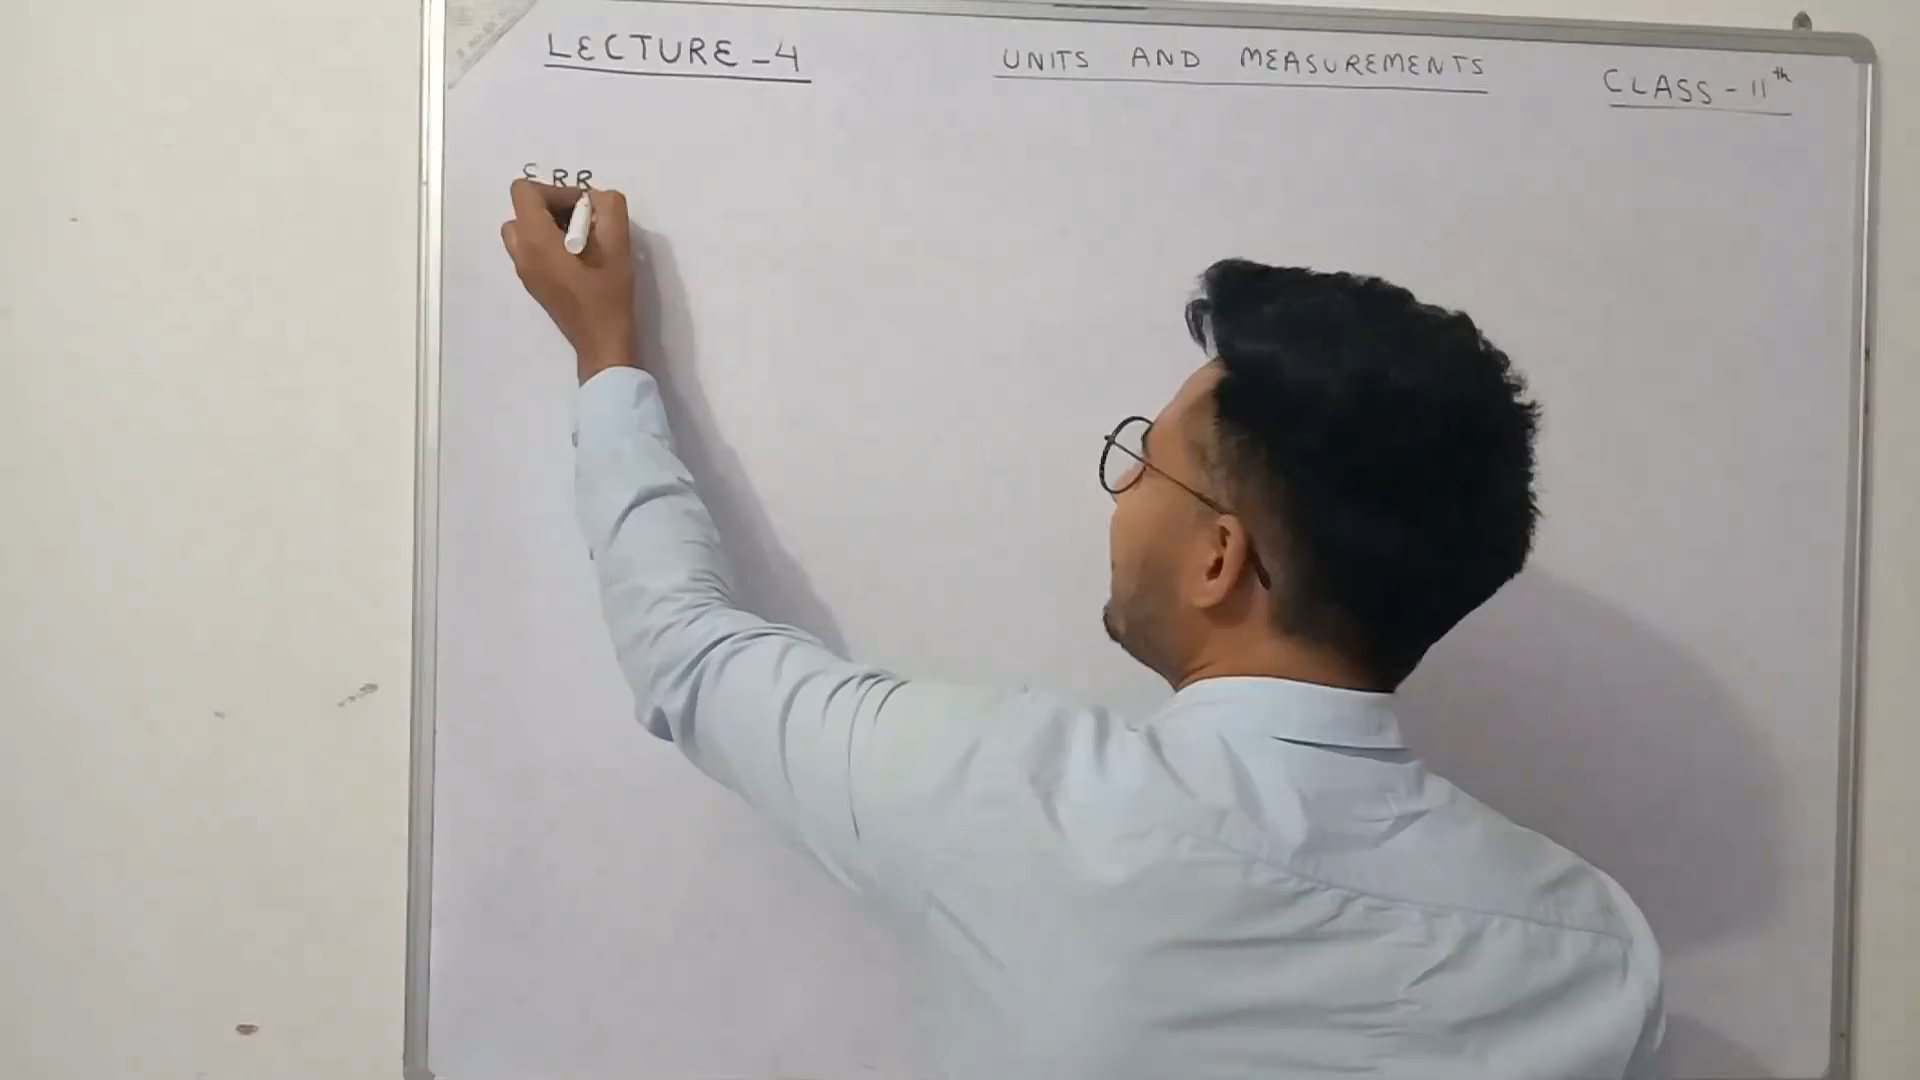 LECTURE - 4 UNITS AND MEASUREMENTS CLASS - 11th
ERR